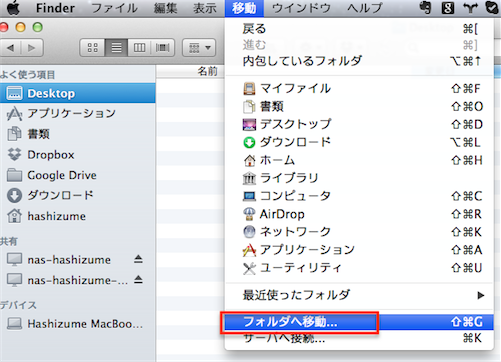 Finder ファイル 編集 表示 移動 ウインドウ ヘルプ
よく使う項目
Desktop
アプリケーション
書類
Dropbox
Google Drive
ダウンロード
hashizume
共有
nas-hashizume
nas-hashizume-...
デバイス
Hashizume MacBoo...
名前
戻る ⌘[
進む ⌘]
内包しているフォルダ ⌥⌘↑
マイファイル ⇧⌘F
書類 ⇧⌘O
デスクトップ ⇧⌘D
ダウンロード ⌥⌘L
ホーム ⇧⌘H
ライブラリ
コンピュータ ⇧⌘C
AirDrop ⇧⌘R
ネットワーク ⇧⌘K
アプリケーション ⇧⌘A
ユーティリティ ⇧⌘U
最近使ったフォルダ
フォルダへ移動... ⇧⌘G
サーバへ接続... ⌘K